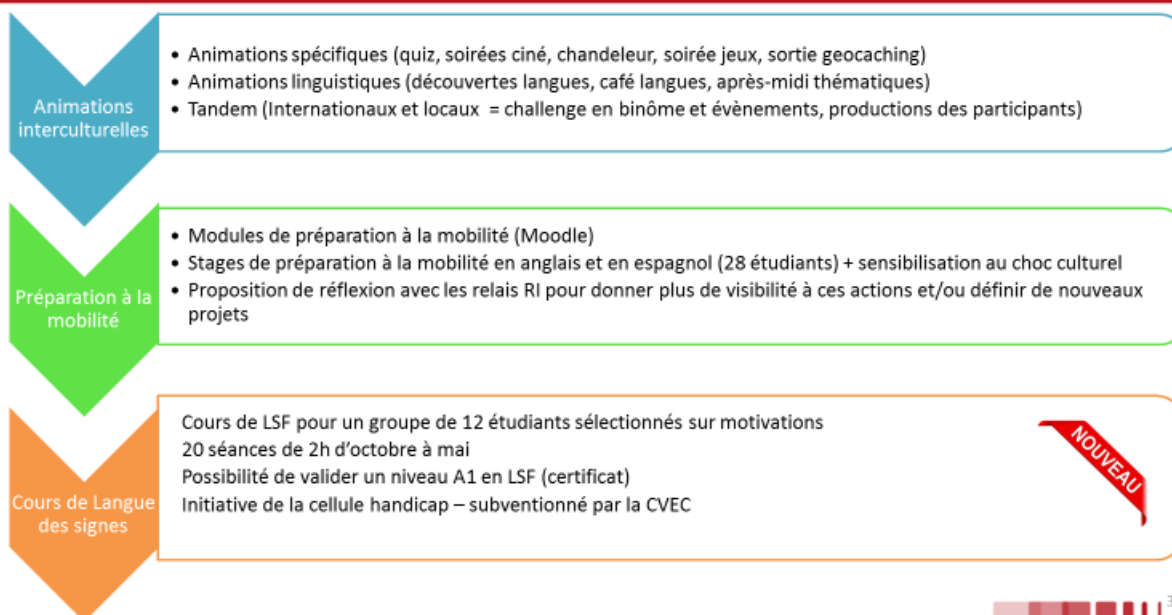 Animations
interculturelles
• Animations spécifiques (quiz, soirées ciné, chandeleur, soirée jeux, sortie geocaching)
• Animations linguistiques (découvertes langues, café langues, après-midi thématiques)
• Tandem (Internationaux et locaux = challenge en binôme et évènements, productions des participants)
Préparation à la
mobilité
• Modules de préparation à la mobilité (Moodle)
• Stages de préparation à la mobilité en anglais et en espagnol (28 étudiants) + sensibilisation au choc culturel
• Proposition de réflexion avec les relais RI pour donner plus de visibilité à ces actions et/ou définir de nouveaux
projets
Cours de Langue
des signes
Cours de LSF pour un groupe de 12 étudiants sélectionnés sur motivations
20 séances de 2h d'octobre à mai
Possibilité de valider un niveau A1 en LSF (certificat)
Initiative de la cellule handicap – subventionné par la CVEC
NOUVEAU